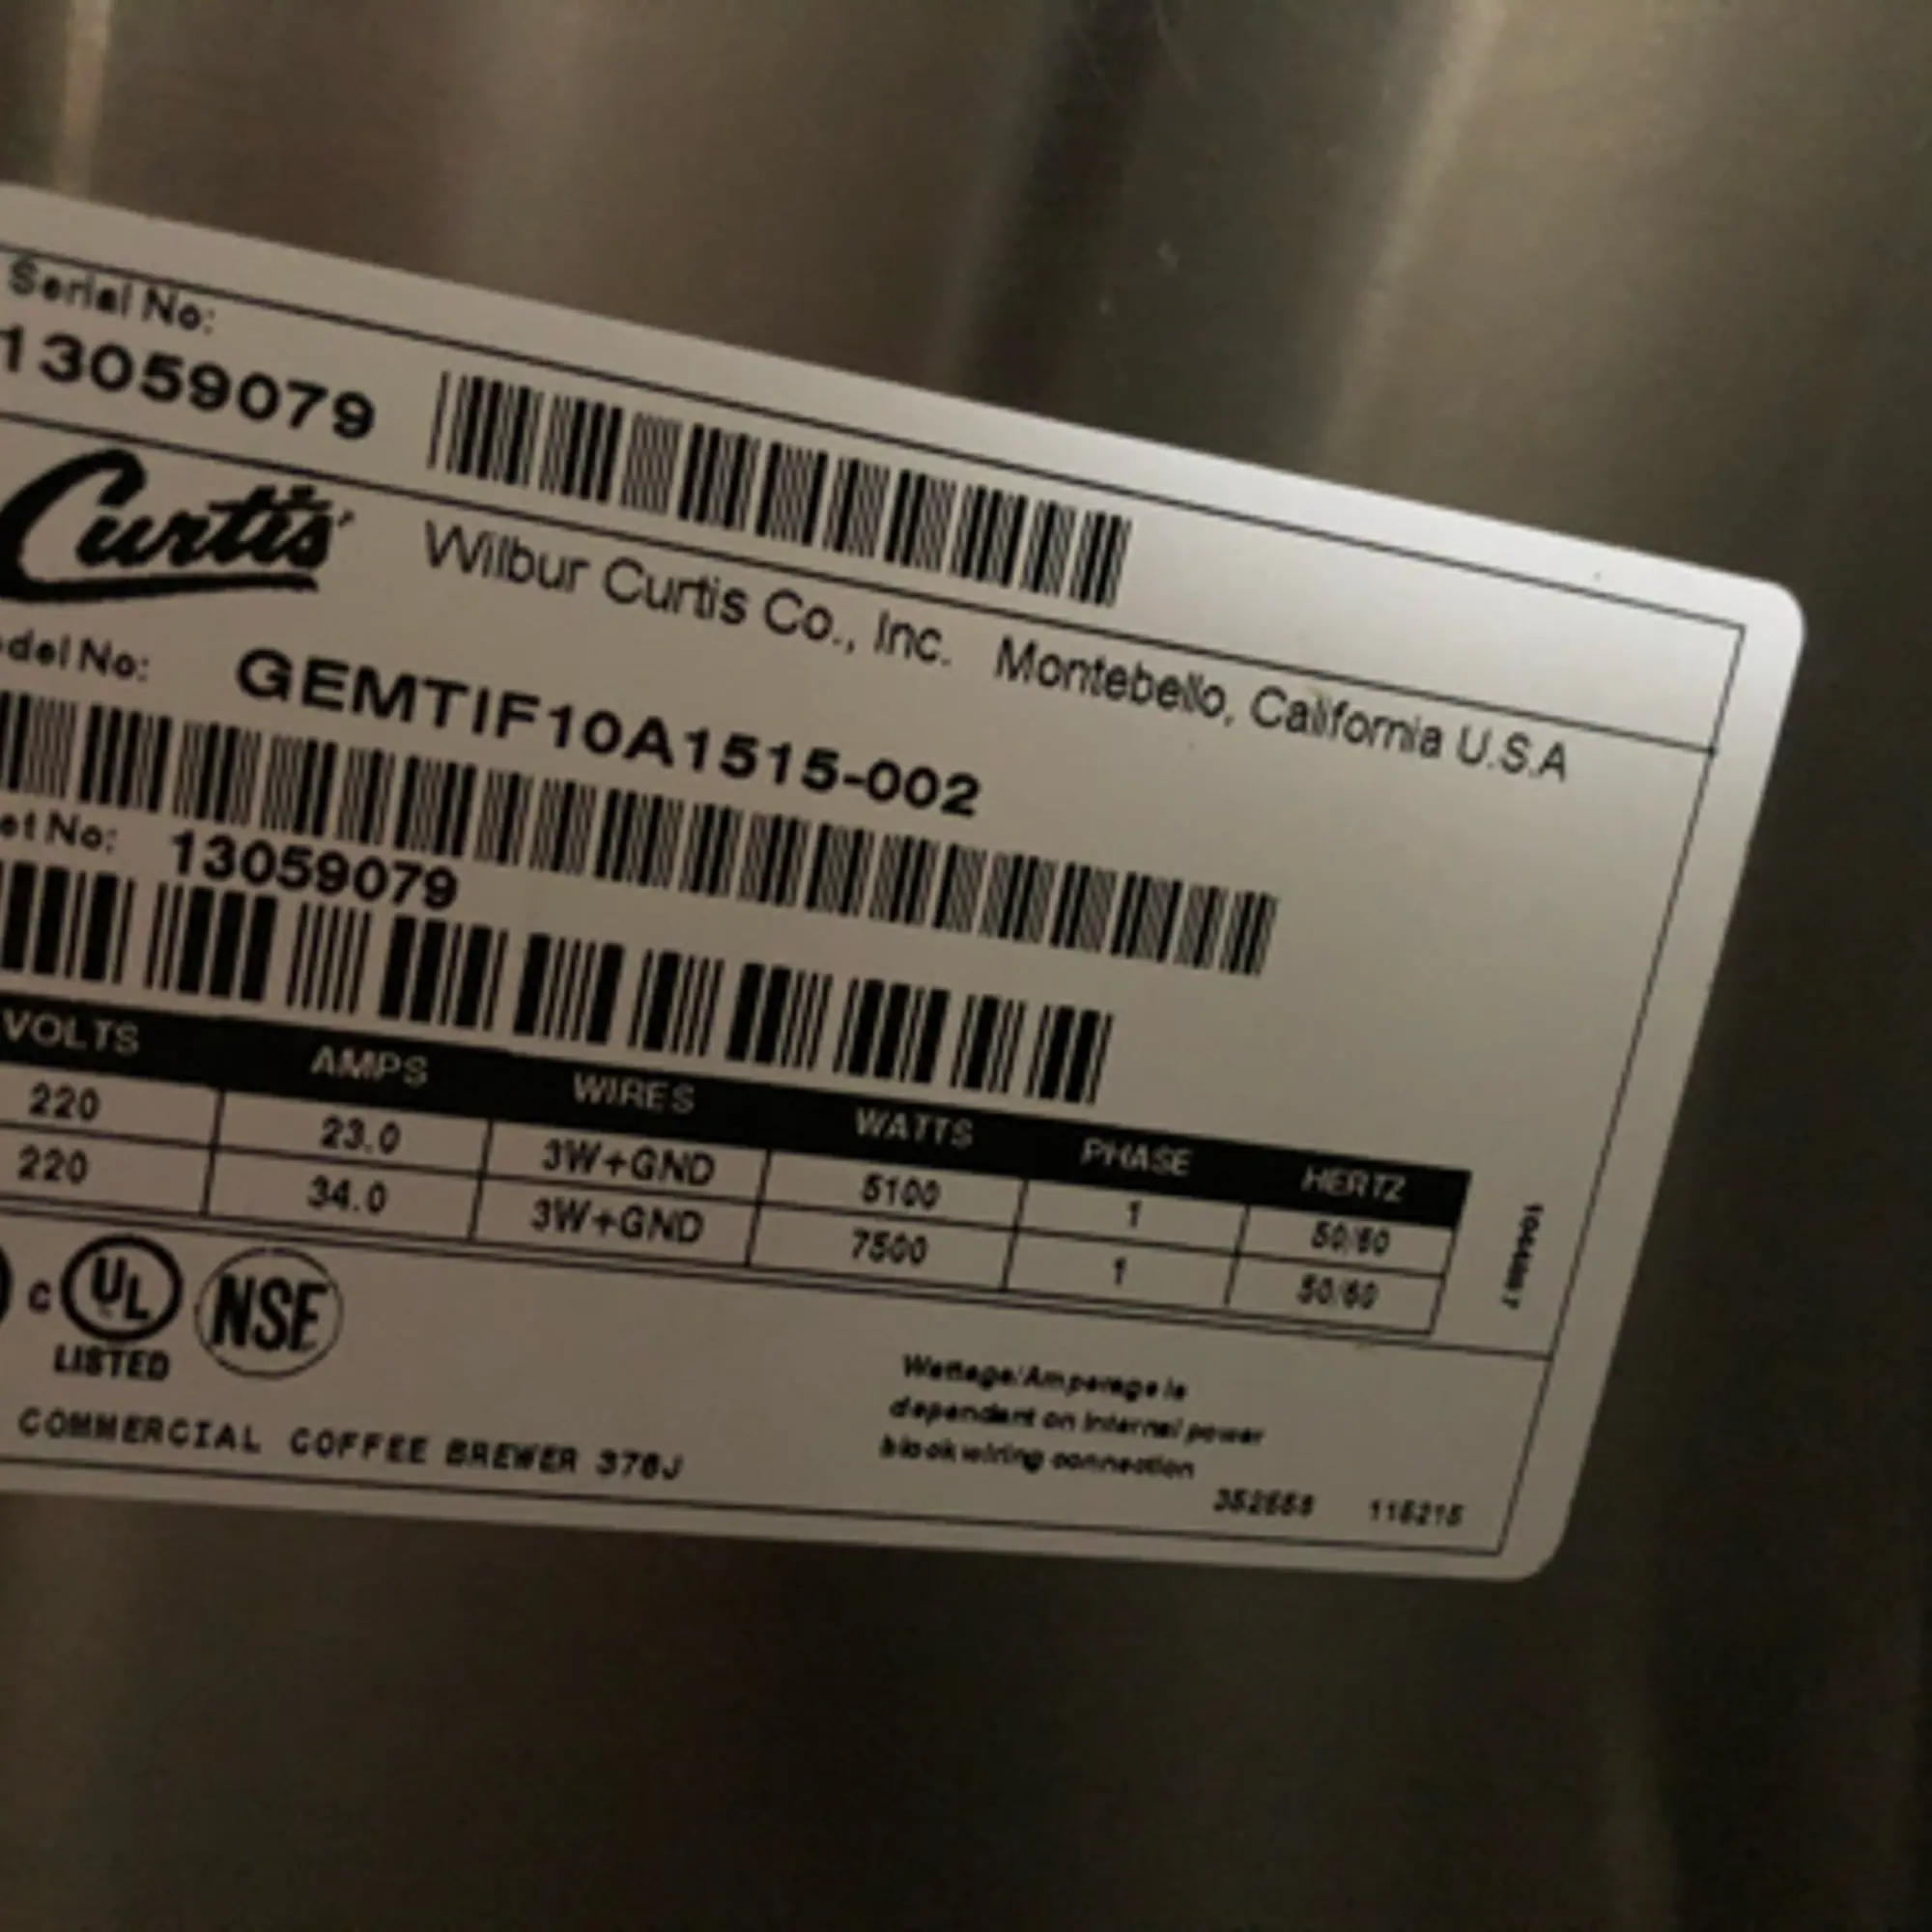 Serial No:
13059079
Curtis
Wilbur Curtis Co., Inc. Montebello, California U.S.A
del No: GEMTIF10A1515-002
et No: 13059079
VOLTS AMPS WIRES WATTS PHASE HERTZ
220 23.0 3W+GND 5100 1 50/60
220 34.0 3W+GND 7500 1 50/60
C UL NSF
LISTED
Wattage/Amperage is
dependant on internal power
block wiring connection
COMMERCIAL COFFEE BREWER 378J
115215